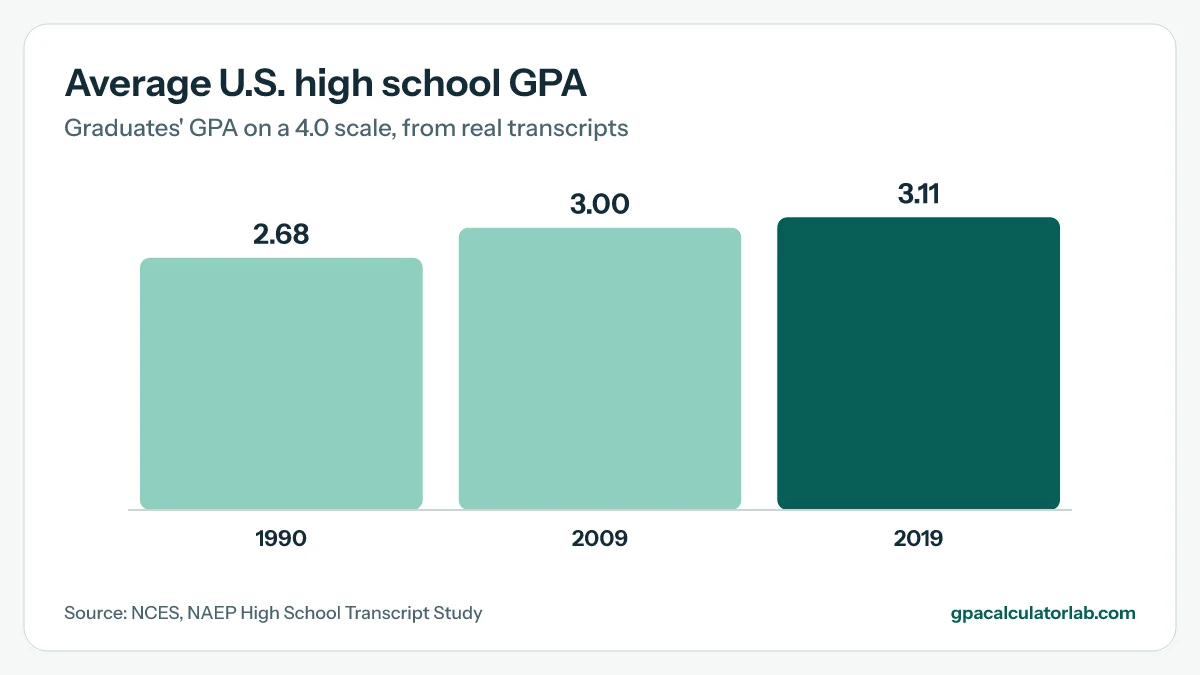 Average U.S. high school GPA
Graduates' GPA on a 4.0 scale, from real transcripts
2.68
3.00
3.11
1990
2009
2019
Source: NCES, NAEP High School Transcript Study
gpacalculatorlab.com